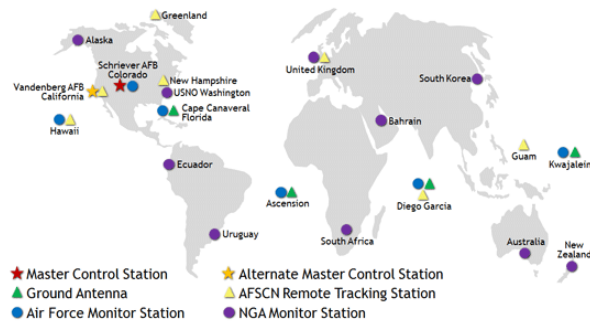 Greenland
Alaska
Schriever AFB
Colorado
Vandenberg AFB
California
New Hampshire
USNO Washington
Cape Canaveral
Florida
Hawaii
United Kingdom
South Korea
Bahrain
Guam
Kwajalein
Ecuador
Ascension
Diego Garcia
Uruguay
South Africa
Australia
New
Zealand
Master Control Station
Alternate Master Control Station
Ground Antenna
AFSCN Remote Tracking Station
Air Force Monitor Station
NGA Monitor Station